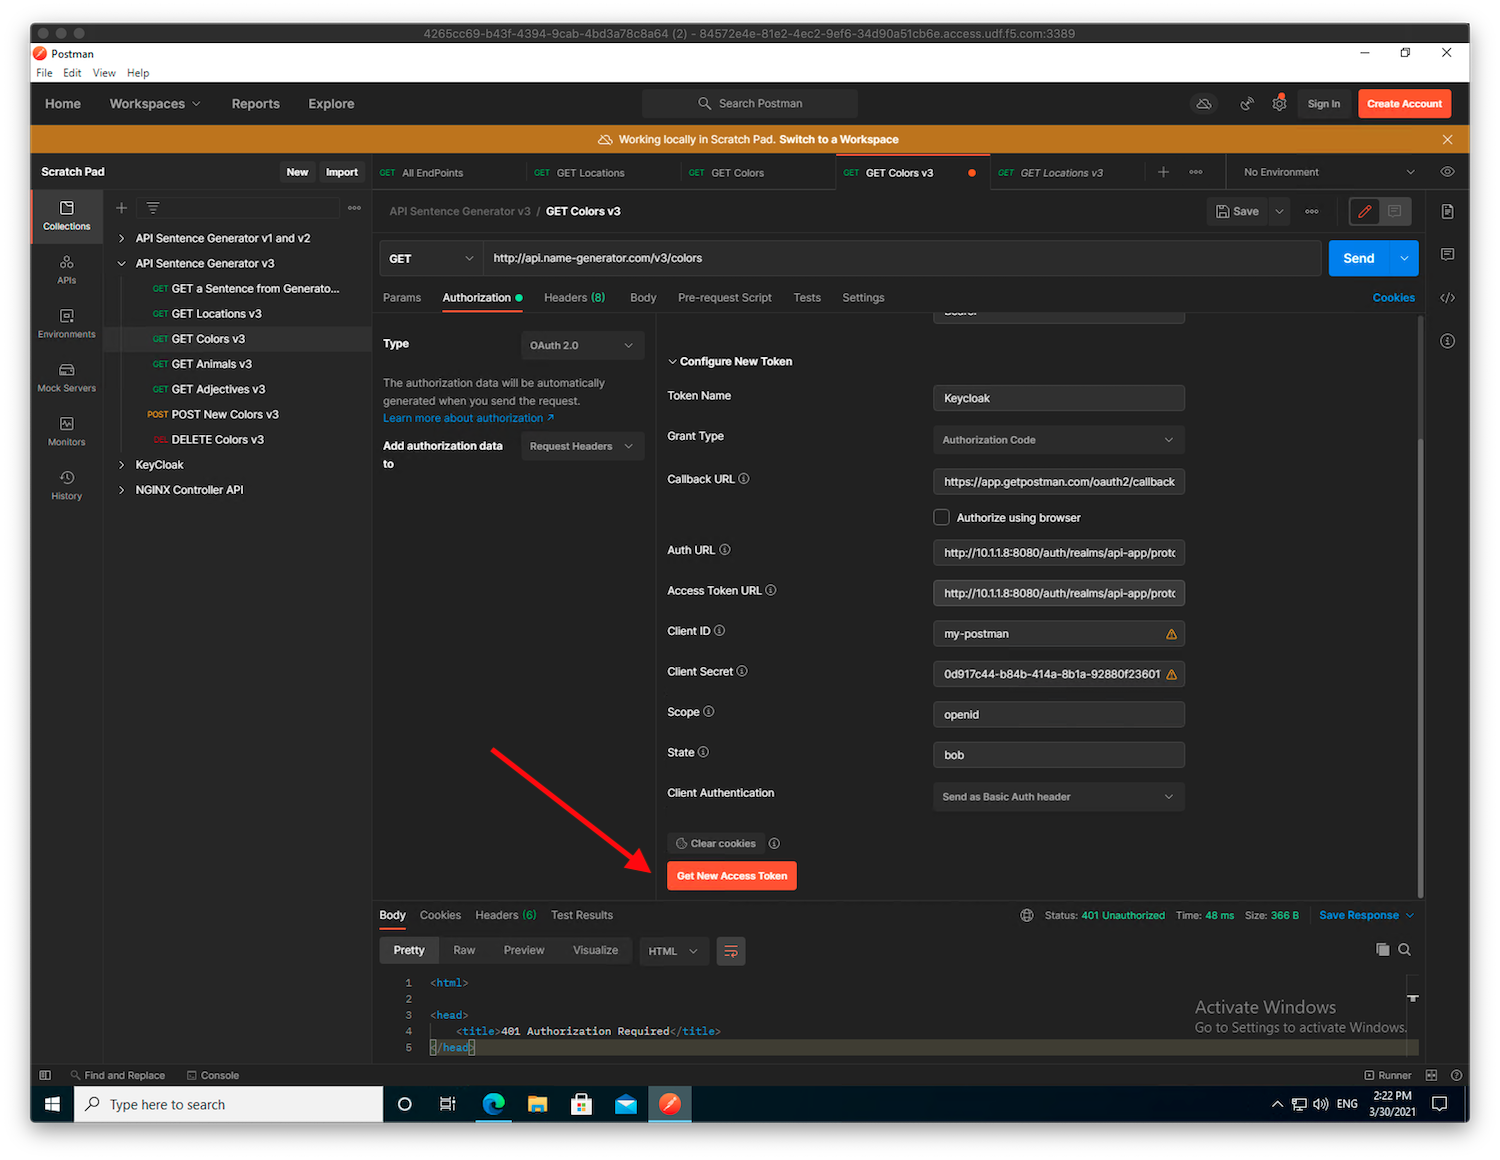 4265cc69-b43f-4394-9cab-4bd3a78c8a64 (2) - 84572e4e-81e2-4ec2-9ef6-34d90a51cb6e.access.udf.f5.com:3389
Postman
File Edit View Help
Home Workspaces Reports Explore Search Postman Sign In Create Account
Working locally in Scratch Pad. Switch to a Workspace
Scratch Pad New Import
GET All EndPoints GET GET Locations GET GET Colors GET GET Colors v3 GET GET Locations v3 No Environment
Collections
APIs
Environments
Mock Servers
Monitors
History
API Sentence Generator v1 and v2
API Sentence Generator v3
GET GET a Sentence from Generato...
GET GET Locations v3
GET GET Colors v3
GET GET Animals v3
GET GET Adjectives v3
POST POST New Colors v3
DEL DELETE Colors v3
KeyCloak
NGINX Controller API
API Sentence Generator v3 / GET Colors v3 Save
GET http://api.name-generator.com/v3/colors Send
Params Authorization Headers (8) Body Pre-request Script Tests Settings Cookies
Type OAuth 2.0
The authorization data will be automatically
generated when you send the request.
Learn more about authorization
Add authorization data
to
Request Headers
Configure New Token
Token Name Keycloak
Grant Type Authorization Code
Callback URL https://app.getpostman.com/oauth2/callback
Authorize using browser
Auth URL http://10.1.1.8:8080/auth/realms/api-app/proto
Access Token URL http://10.1.1.8:8080/auth/realms/api-app/proto
Client ID my-postman
Client Secret 0d917c44-b84b-414a-8b1a-92880f23601
Scope openid
State bob
Client Authentication Send as Basic Auth header
Clear cookies
Get New Access Token
Body Cookies Headers (6) Test Results Status: 401 Unauthorized Time: 48 ms Size: 366 B Save Response
Pretty Raw Preview Visualize HTML
1 <html>
2
3 <head>
4 <title>401 Authorization Required</title>
5 </head>
Activate Windows
Go to Settings to activate Windows.
Find and Replace Console Runner
Type here to search ENG 2:22 PM
3/30/2021